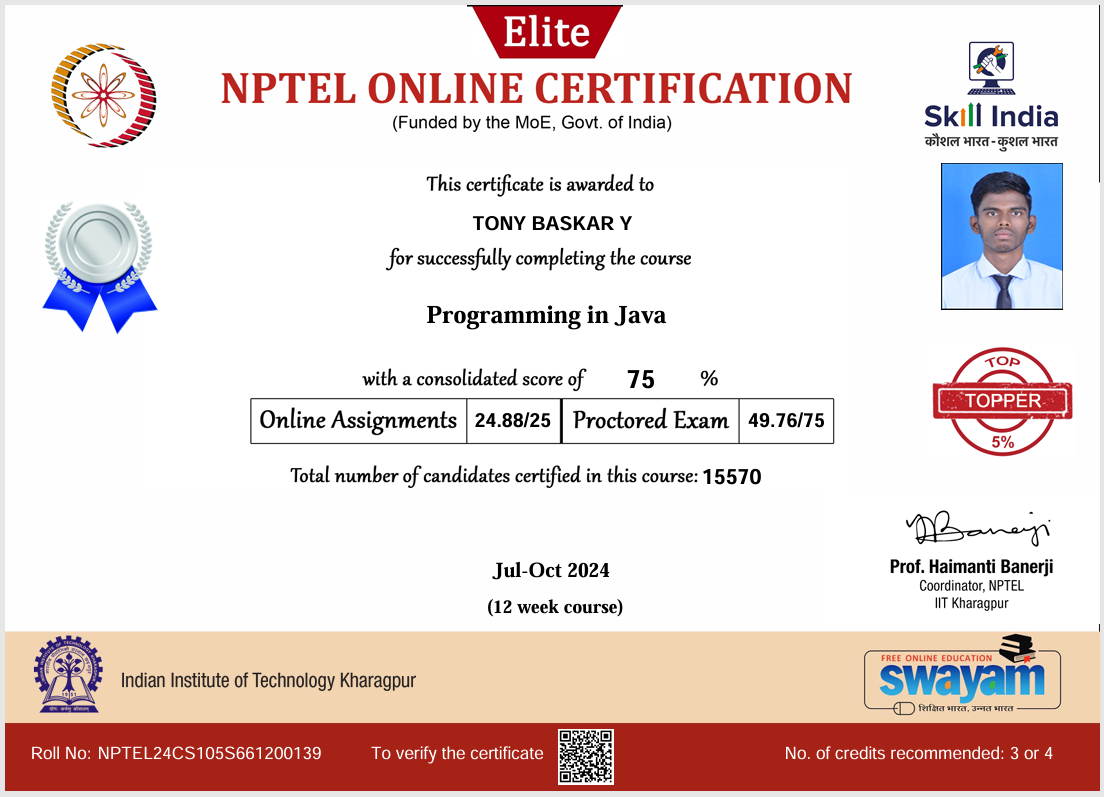 Elite
NPTEL ONLINE CERTIFICATION
(Funded by the MoE, Govt. of India)
Skill India
कौशल भारत - कुशल भारत
This certificate is awarded to
TONY BASKAR Y
for successfully completing the course
Programming in Java
with a consolidated score of 75 %
Online Assignments 24.88/25 Proctored Exam 49.76/75
TOP
TOPPER
5%
Total number of candidates certified in this course: 15570
Prof. Haimanti Banerji
Coordinator, NPTEL
IIT Kharagpur
Jul-Oct 2024
(12 week course)
Indian Institute of Technology Kharagpur
FREE ONLINE EDUCATION
swayam
शिक्षित भारत, उन्नत भारत
Roll No: NPTEL24CS105S661200139 To verify the certificate No. of credits recommended: 3 or 4